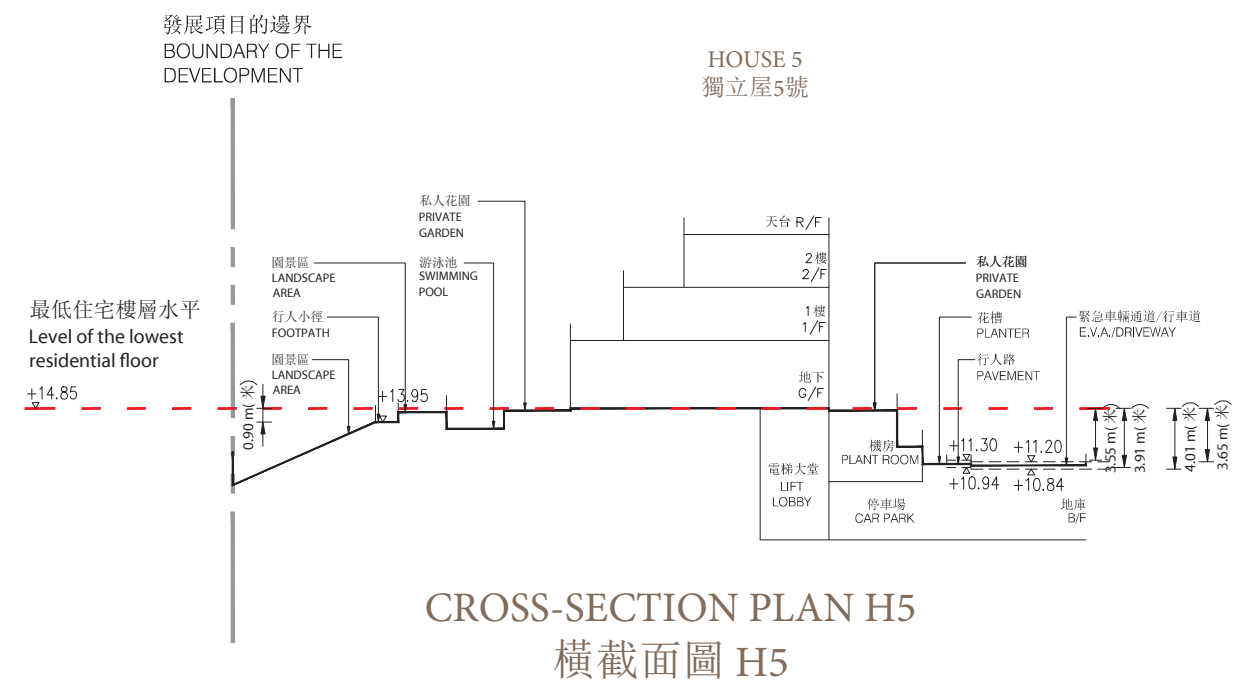 發展項目的邊界
BOUNDARY OF THE
DEVELOPMENT
HOUSE 5
獨立屋5號
私人花園
PRIVATE
GARDEN
天台 R/F
園景區
LANDSCAPE
AREA
游泳池
SWIMMING
POOL
2樓
2/F
私人花園
PRIVATE
GARDEN
最低住宅樓層水平
Level of the lowest
residential floor
行人小徑
FOOTPATH
1樓
1/F
花槽
PLANTER
緊急車輛通道/行車道
E.V.A./DRIVEWAY
園景區
LANDSCAPE
AREA
行人路
PAVEMENT
地下
G/F
+14.85
+13.95
0.90 m(米)
3.55 m(米)
3.91 m(米)
4.01 m(米)
3.65 m(米)
機房
PLANT ROOM
+11.30
+11.20
電梯大堂
LIFT
LOBBY
+10.94
+10.84
停車場
CAR PARK
地庫
B/F
CROSS-SECTION PLAN H5
橫截面圖 H5